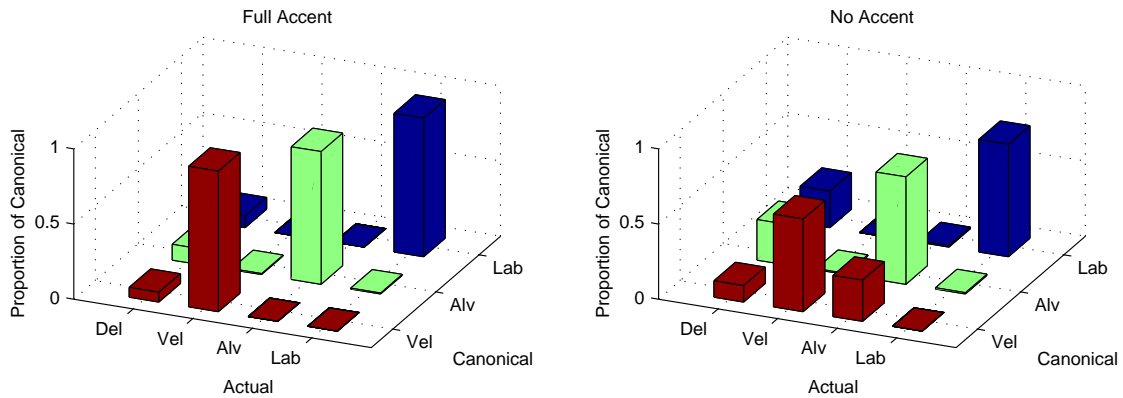 Full Accent
1
0.5
0
Proportion of Canonical
Del
Vel
Alv
Lab
Actual
Vel
Alv
Lab
Canonical
No Accent
1
0.5
0
Proportion of Canonical
Del
Vel
Alv
Lab
Actual
Vel
Alv
Lab
Canonical